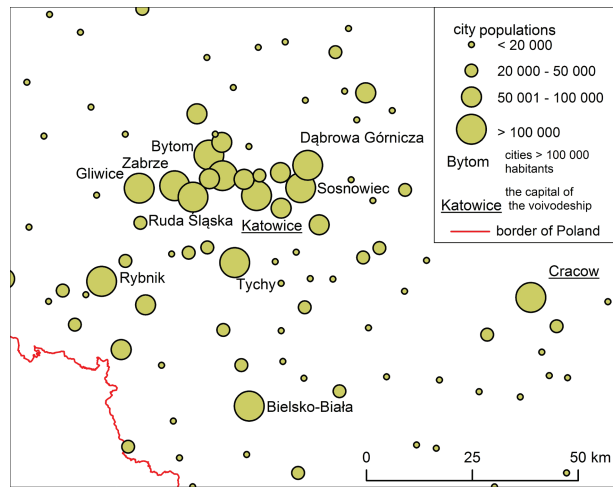 city populations
< 20 000
20 000 - 50 000
50 001 - 100 000
> 100 000
Bytom cities > 100 000
habitants
Katowice the capital of
the voivodeship
border of Poland
Dąbrowa Górnicza
Bytom
Zabrze
Gliwice
Sosnowiec
Ruda Śląska
Katowice
Tychy
Rybnik
Cracow
Bielsko-Biała
0 25 50 km